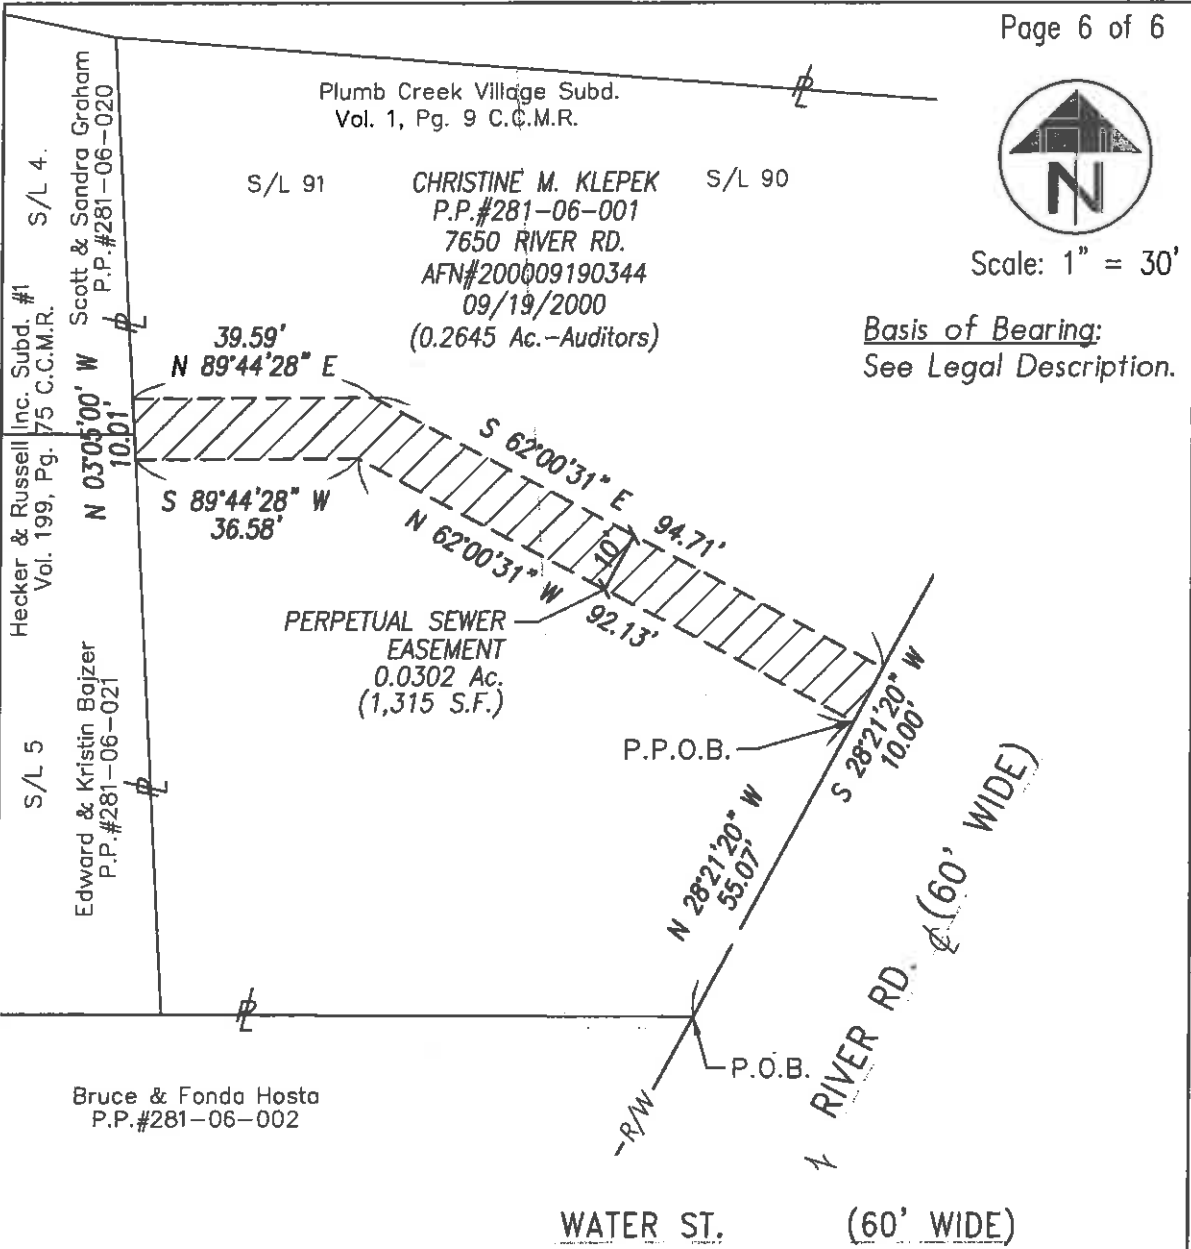 Page 6 of 6
Plumb Creek Village Subd.
Vol. 1, Pg. 9 C.C.M.R.
N
Scale: 1" = 30'
Basis of Bearing:
See Legal Description.
S/L 91
S/L 90
CHRISTINE M. KLEPEK
P.P.#281-06-001
7650 RIVER RD.
AFN#200009190344
09/19/2000
(0.2645 Ac.-Auditors)
S/L 4
Scott & Sandra Graham
P.P.#281-06-020
Hecker & Russell Inc. Subd. #1
Vol. 199, Pg. 75 C.C.M.R.
N 03°05'00" W
10.01'
39.59'
N 89°44'28" E
S 89°44'28" W
36.58'
S 62°00'31" E
94.71'
N 62°00'31" W
92.13'
10'
PERPETUAL SEWER
EASEMENT
0.0302 Ac.
(1,315 S.F.)
S/L 5
Edward & Kristin Bajzer
P.P.#281-06-021
P.P.O.B.
S 28°21'20" W
10.00'
N 28°21'20" W
55.07'
P.O.B.
R/W
RIVER RD. ℄ (60' WIDE)
PL
PL
PL
PL
Bruce & Fonda Hosta
P.P.#281-06-002
WATER ST. (60' WIDE)